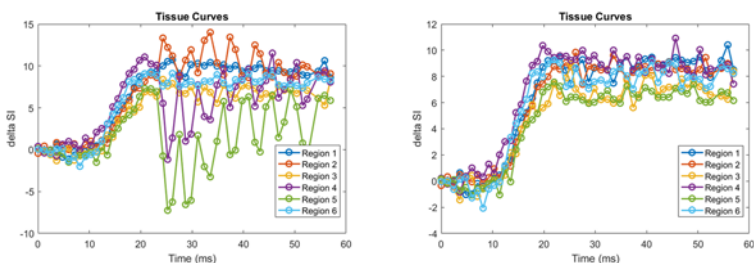 Tissue Curves
15
10
5
0
-5
-10
delta SI
0 10 20 30 40 50 60
Time (ms)
Region 1
Region 2
Region 3
Region 4
Region 5
Region 6
Tissue Curves
12
10
8
6
4
2
0
-2
-4
delta SI
0 10 20 30 40 50 60
Time (ms)
Region 1
Region 2
Region 3
Region 4
Region 5
Region 6